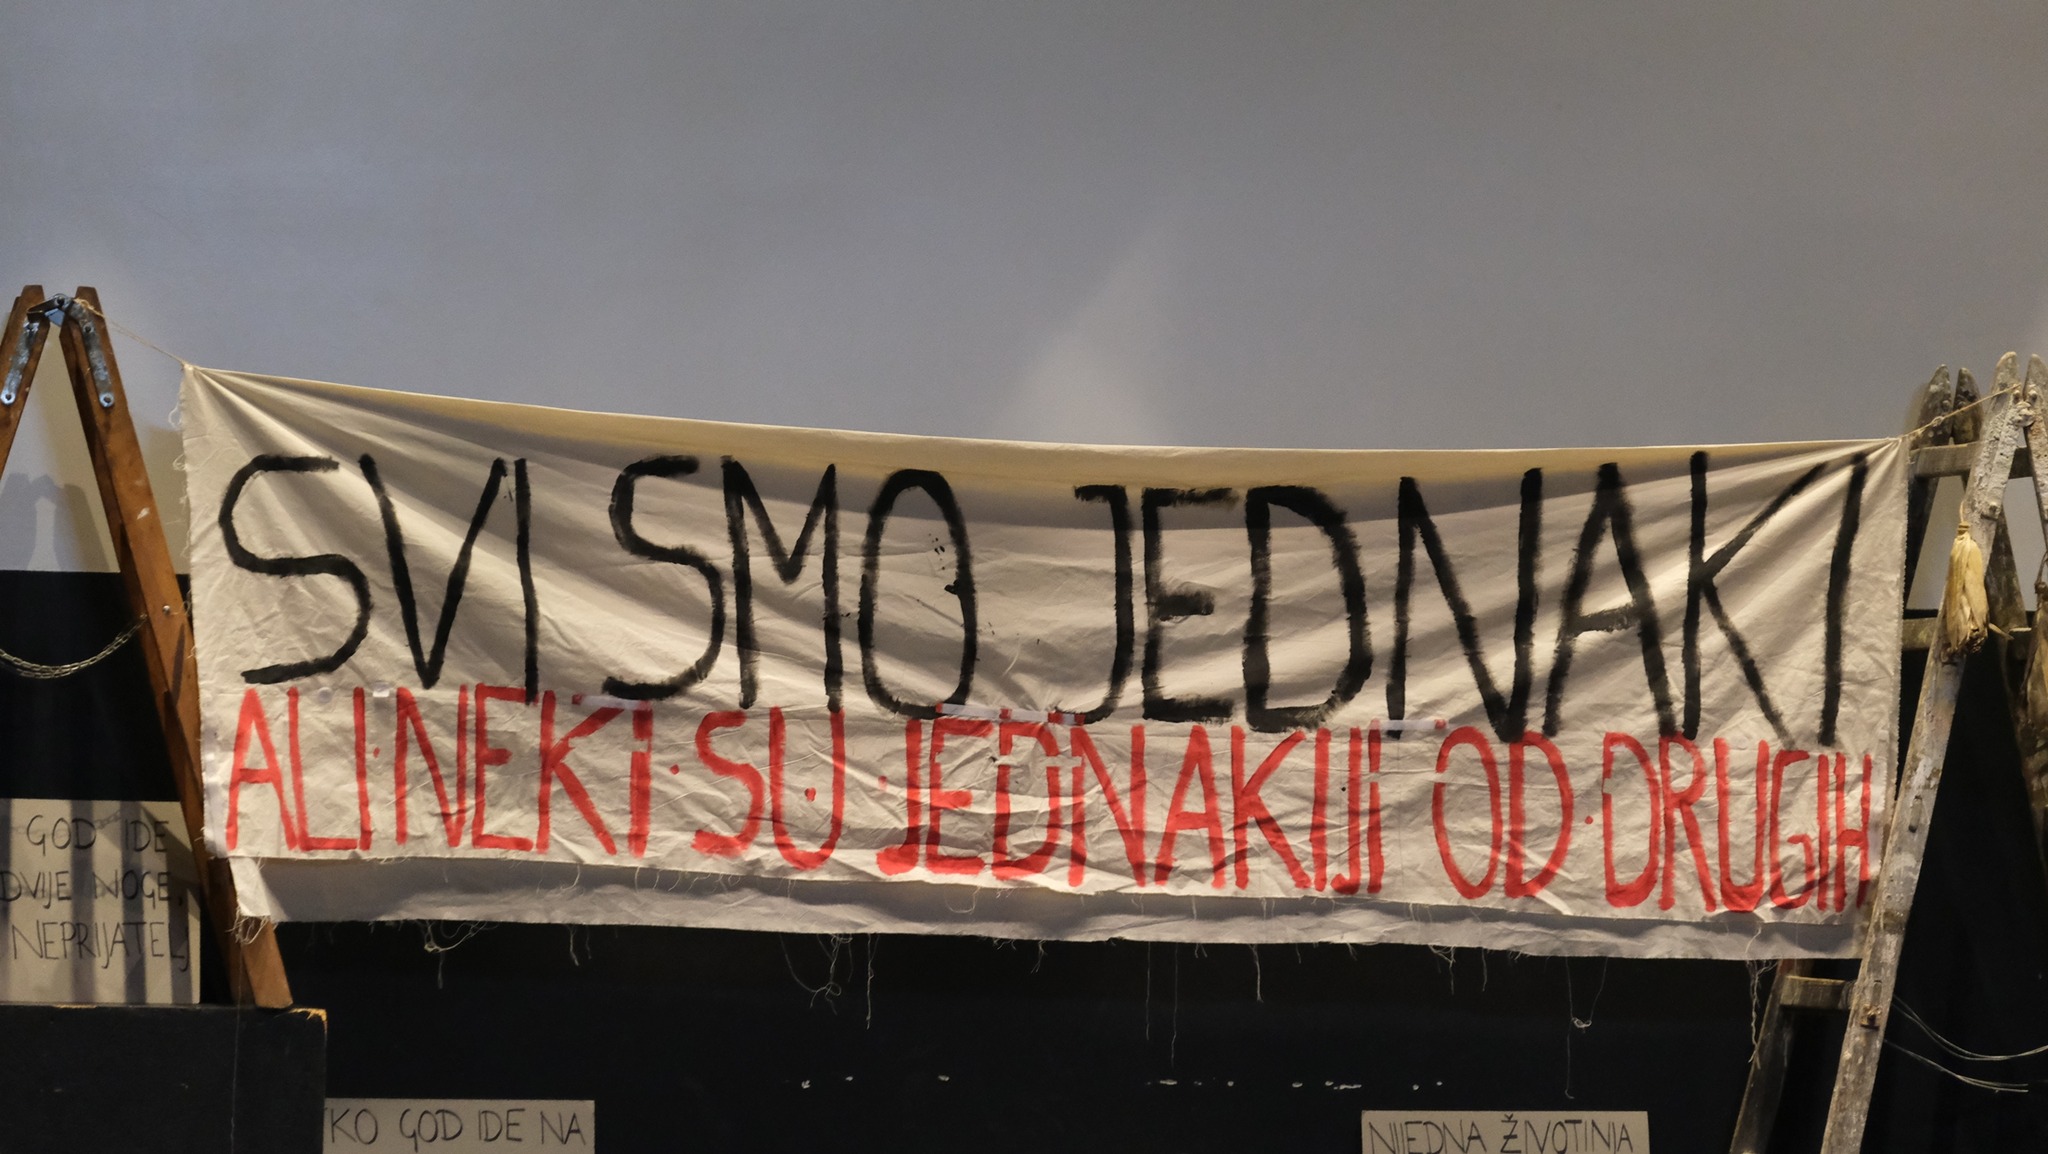 SVI SMO JEDNAKI
ALI·NEKI·SU·JEDNAKIJI OD·DRUGIH
GOD IDE
DVIJE NOGE,
NEPRIJATELJ
TKO GOD IDE NA
NIJEDNA ŽIVOTINJA